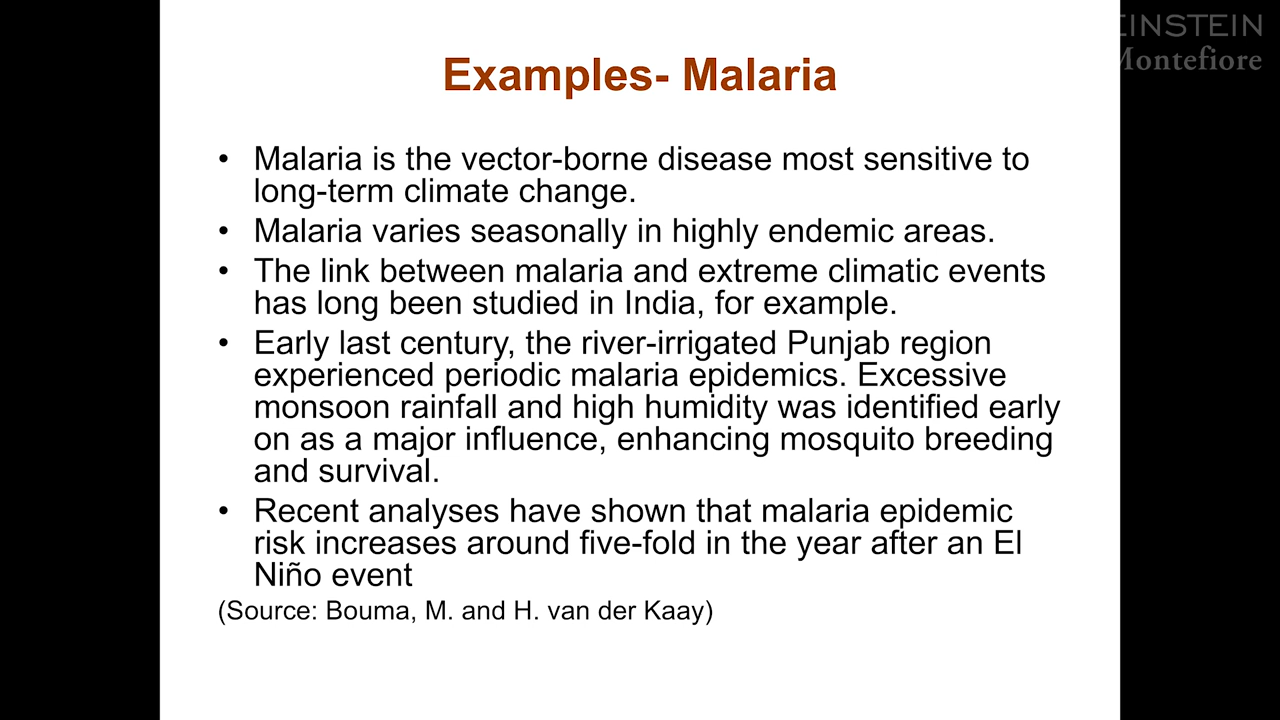 EINSTEIN
Montefiore
Examples- Malaria
• Malaria is the vector-borne disease most sensitive to
long-term climate change.
• Malaria varies seasonally in highly endemic areas.
• The link between malaria and extreme climatic events
has long been studied in India, for example.
• Early last century, the river-irrigated Punjab region
experienced periodic malaria epidemics. Excessive
monsoon rainfall and high humidity was identified early
on as a major influence, enhancing mosquito breeding
and survival.
• Recent analyses have shown that malaria epidemic
risk increases around five-fold in the year after an El
Niño event
(Source: Bouma, M. and H. van der Kaay)